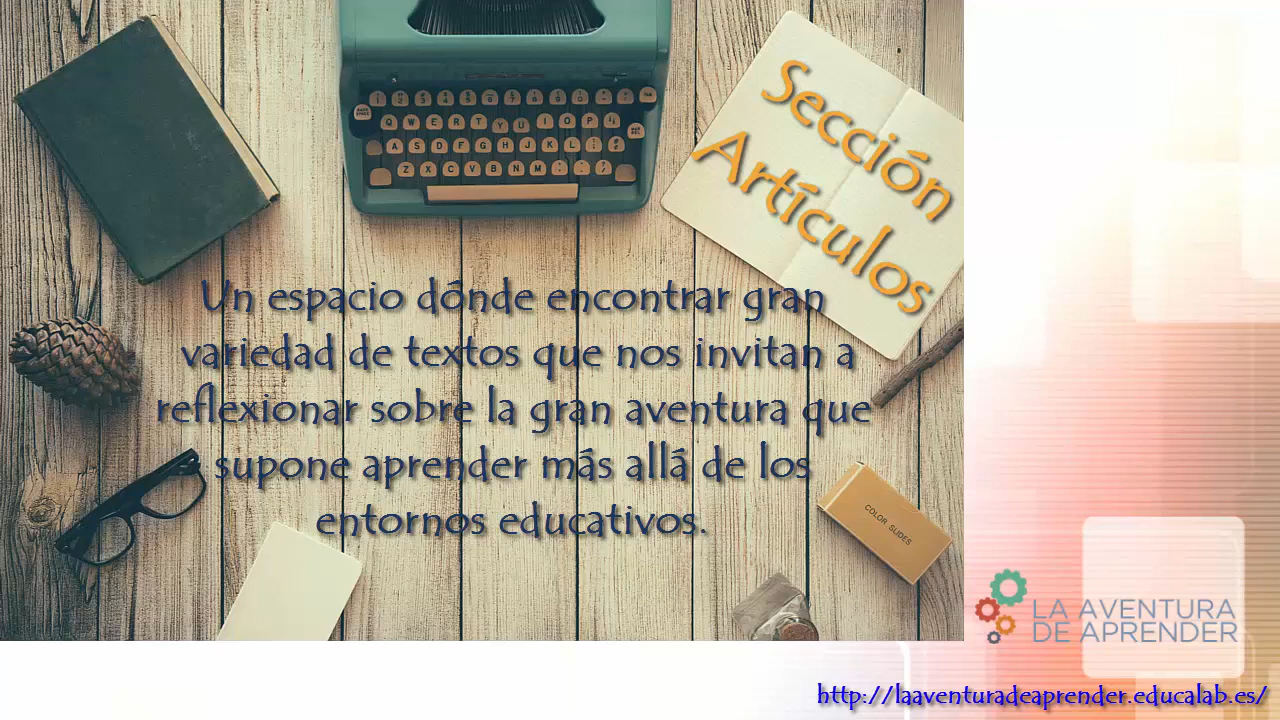 Sección
Artículos
Un espacio dónde encontrar gran
variedad de textos que nos invitan a
reflexionar sobre la gran aventura que
supone aprender más allá de los
entornos educativos.
COLOR SLIDES
LA AVENTURA
DE APRENDER
http://laaventuradeaprender.educalab.es/